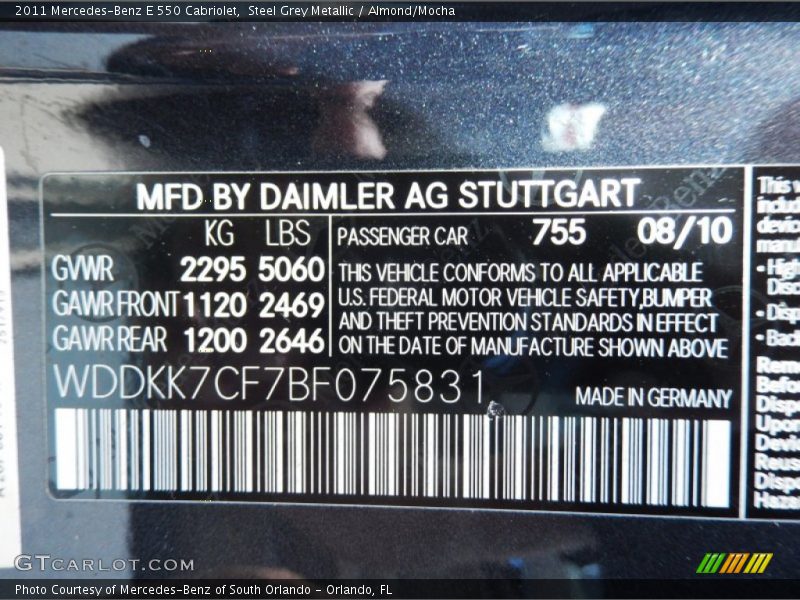 2011 Mercedes-Benz E 550 Cabriolet, Steel Grey Metallic / Almond/Mocha
MFD BY DAIMLER AG STUTTGART
KG LBS
GVWR 2295 5060
GAWR FRONT 1120 2469
GAWR REAR 1200 2646
PASSENGER CAR 755 08/10
THIS VEHICLE CONFORMS TO ALL APPLICABLE
U.S. FEDERAL MOTOR VEHICLE SAFETY,BUMPER
AND THEFT PREVENTION STANDARDS IN EFFECT
ON THE DATE OF MANUFACTURE SHOWN ABOVE
WDDKK7CF7BF075831
MADE IN GERMANY
This
• High
Before
GTCARLOT.COM
Photo Courtesy of Mercedes-Benz of South Orlando - Orlando, FL